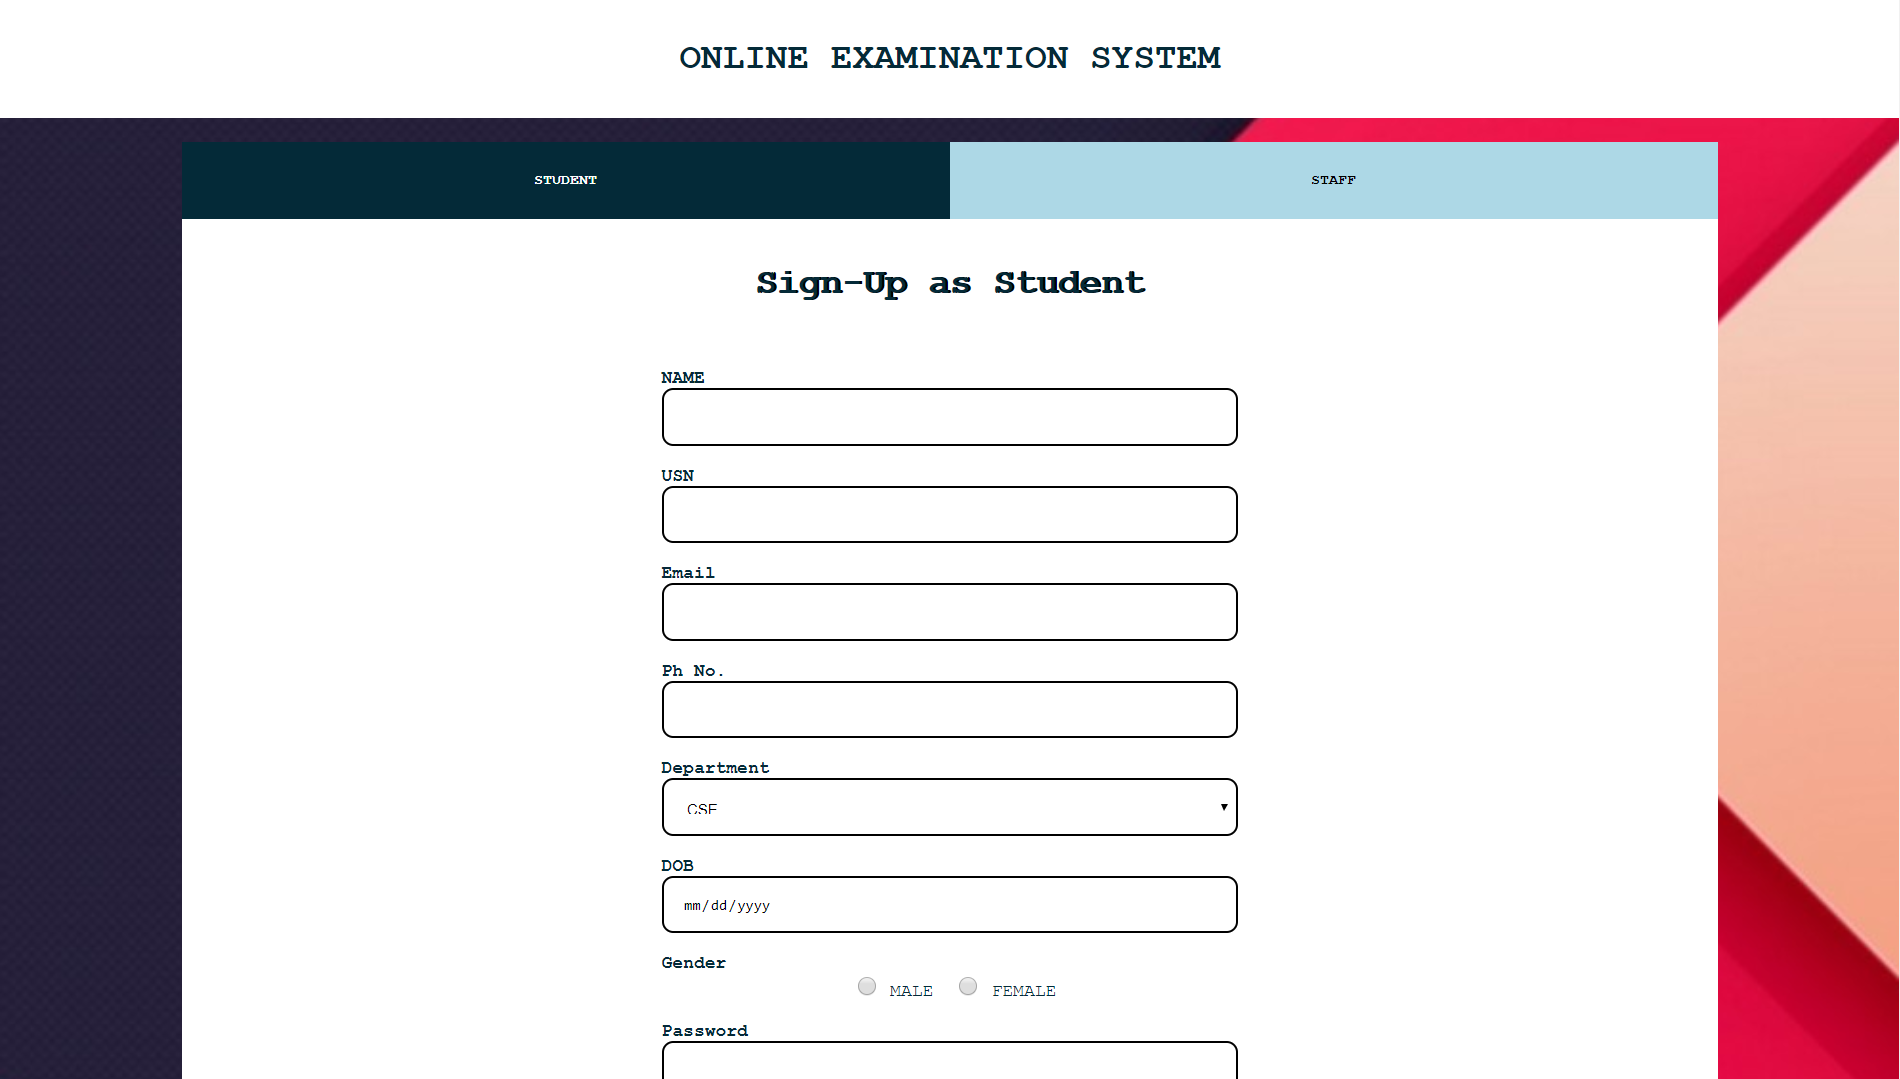 ONLINE EXAMINATION SYSTEM
STUDENT STAFF
Sign-Up as Student
NAME
USN
Email
Ph No.
Department
CSE
DOB
mm/dd/yyyy
Gender
MALE FEMALE
Password